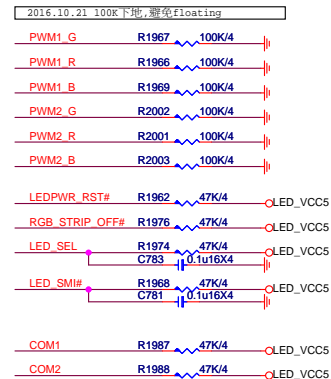 2016.10.21 100K下地,避免floating
PWM1_G R1967 100K/4
PWM1_R R1966 100K/4
PWM1_B R1969 100K/4
PWM2_G R2002 100K/4
PWM2_R R2001 100K/4
PWM2_B R2003 100K/4
LEDPWR_RST# R1962 47K/4 LED_VCC5
RGB_STRIP_OFF# R1976 47K/4 LED_VCC5
LED_SEL R1974 47K/4 LED_VCC5
C783 0.1u16X4
LED_SMI# R1968 47K/4 LED_VCC5
C781 0.1u16X4
COM1 R1987 47K/4 LED_VCC5
COM2 R1988 47K/4 LED_VCC5